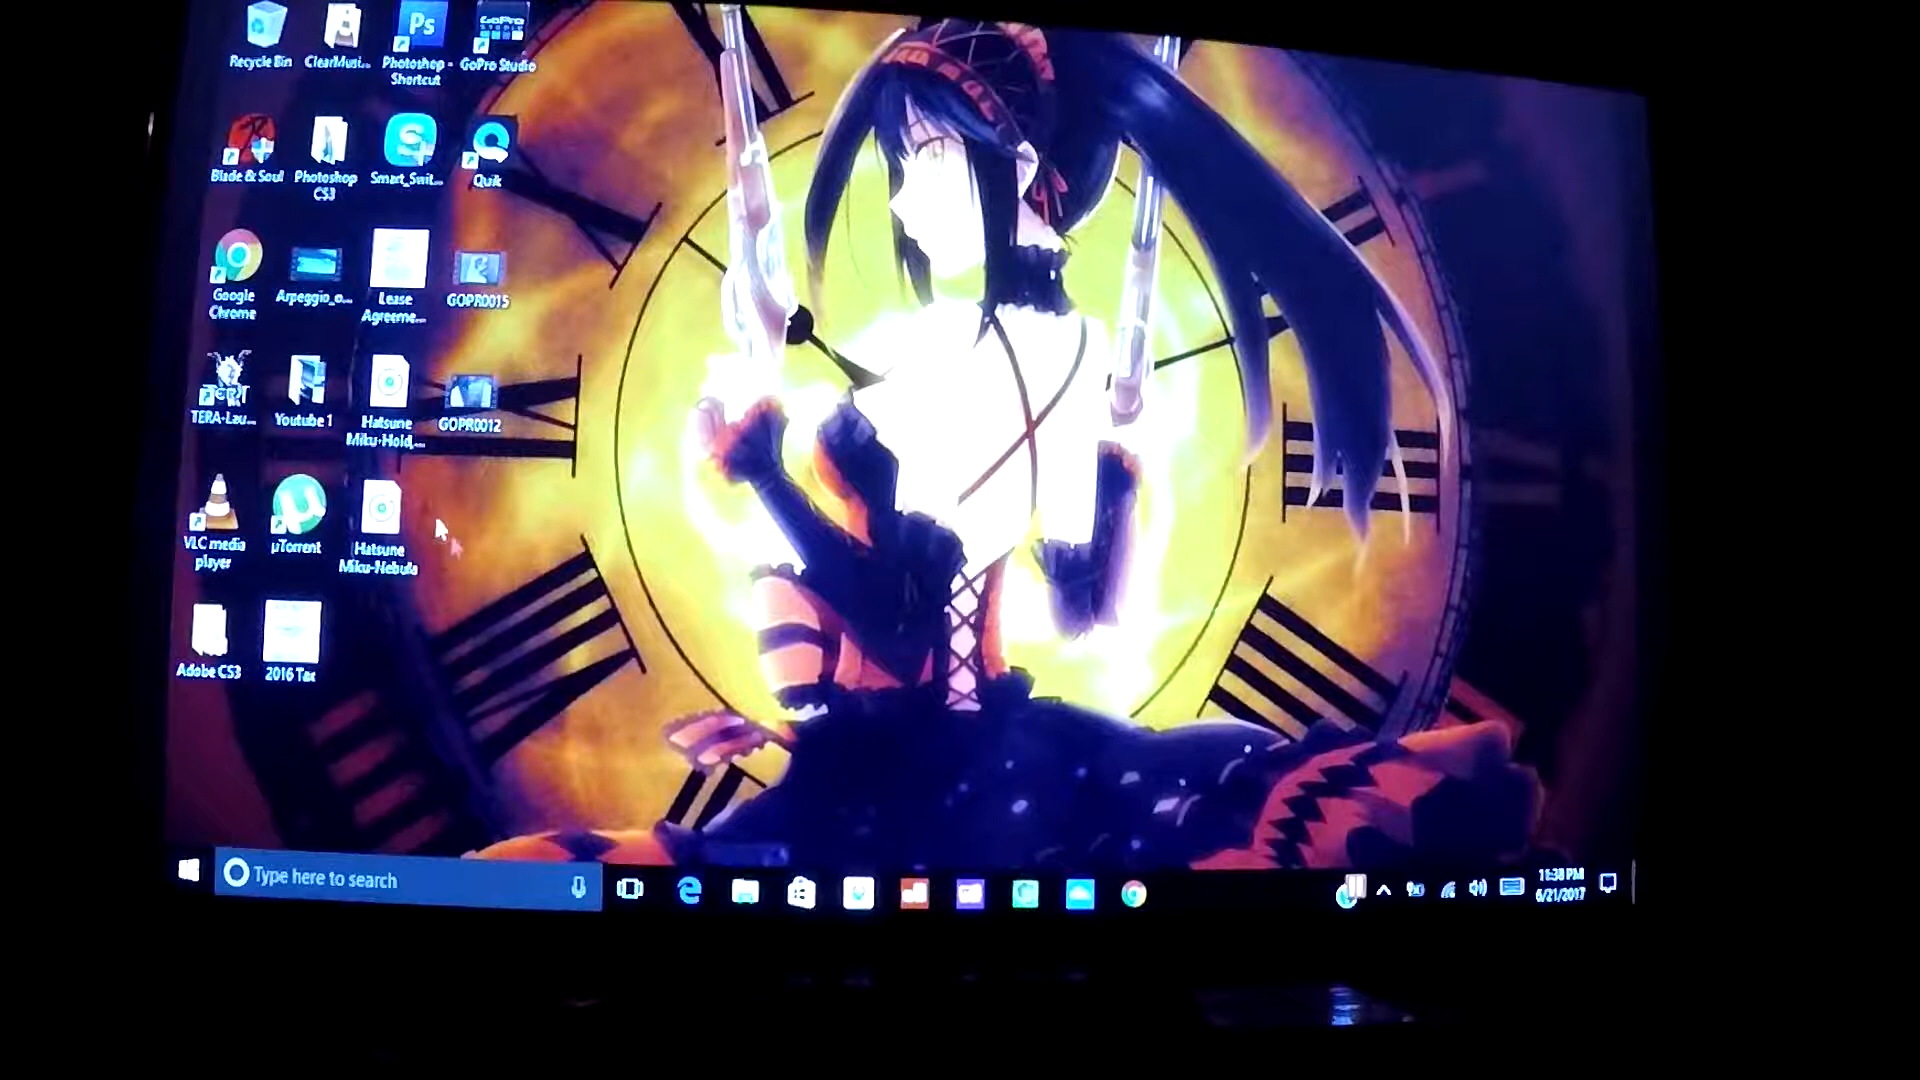 Recycle Bin
ClearMusi...
Photoshop -
Shortcut
GoPro Studio
Blade & Soul
Photoshop
CS3
Smart_Swit...
Quik
Google
Chrome
Arpeggio_o...
Lease
Agreeme...
GOPR0015
TERA-Lau...
Youtube 1
Hatsune
Miku-Hold,...
GOPR0012
VLC media
player
µTorrent
Hatsune
Miku-Nebula
Adobe CS3
2016 Tax
Type here to search
11:38 PM
6/21/2017